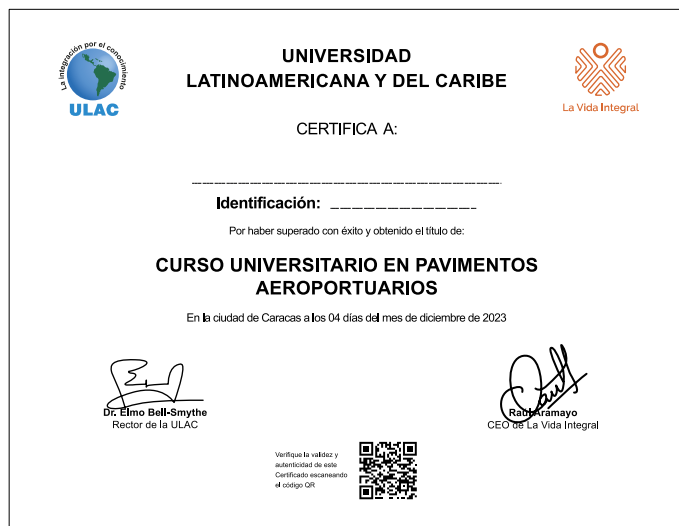 La integración por el conocimiento
ULAC
UNIVERSIDAD
LATINOAMERICANA Y DEL CARIBE
La Vida Integral
CERTIFICA A:
Identificación:
Por haber superado con éxito y obtenido el título de:
CURSO UNIVERSITARIO EN PAVIMENTOS
AEROPORTUARIOS
En la ciudad de Caracas a los 04 días del mes de diciembre de 2023
Dr. Elmo Bell-Smythe
Rector de la ULAC
Raúl Aramayo
CEO de La Vida Integral
Verifique la validez y
autenticidad de este
Certificado escaneando
el código QR